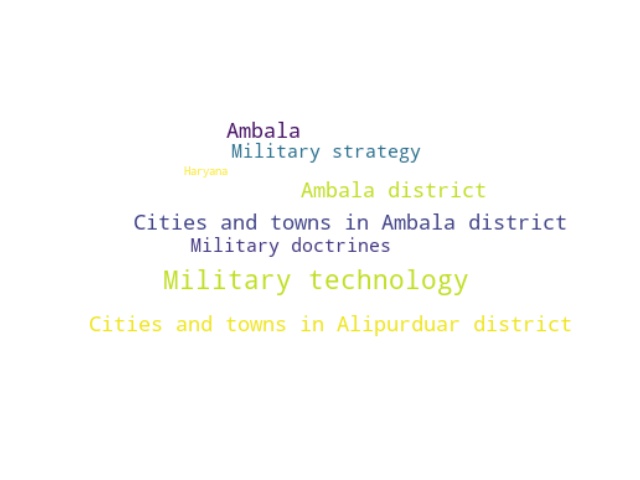 Ambala
Military strategy
Haryana
Ambala district
Cities and towns in Ambala district
Military doctrines
Military technology
Cities and towns in Alipurduar district